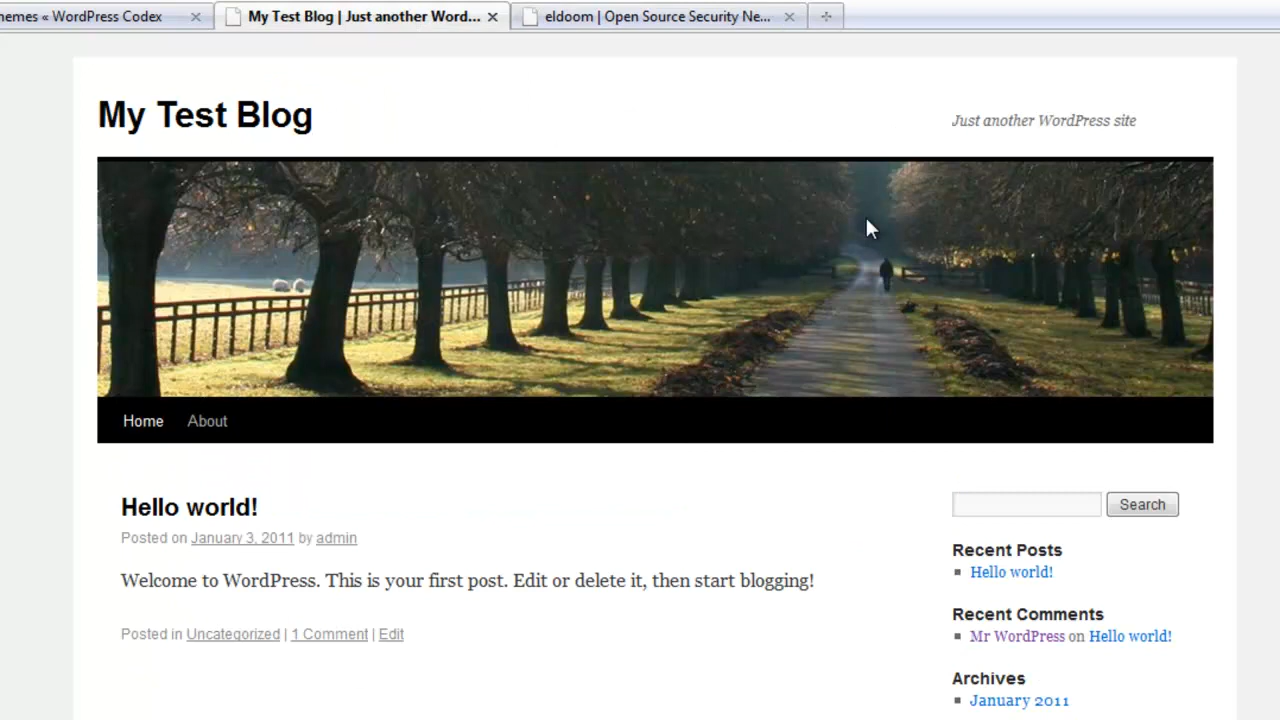 hemes « WordPress Codex
My Test Blog | Just another Word...
eldoom | Open Source Security Ne...
My Test Blog
Just another WordPress site
Home
About
Hello world!
Posted on January 3, 2011 by admin
Welcome to WordPress. This is your first post. Edit or delete it, then start blogging!
Posted in Uncategorized | 1 Comment | Edit
Search
Recent Posts
Hello world!
Recent Comments
Mr WordPress on Hello world!
Archives
January 2011